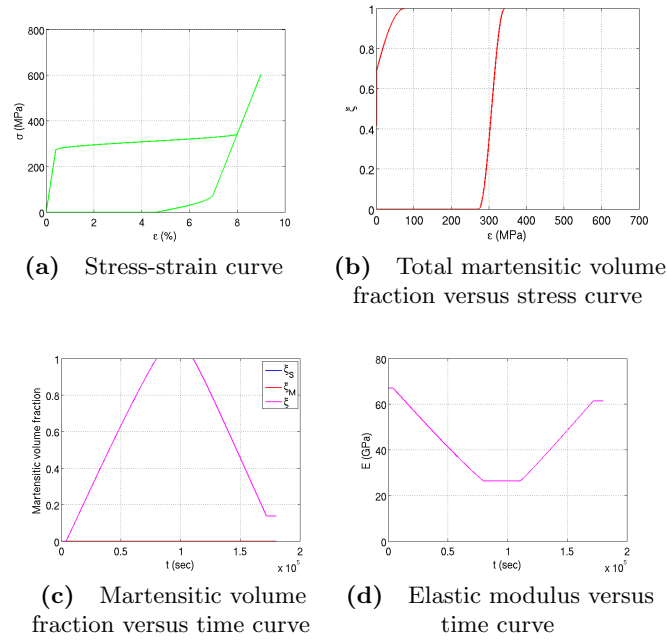 800
600
400
200
0
σ (MPa)
0 2 4 6 8 10
ε (%)
(a) Stress-strain curve
1
0.8
0.6
0.4
0.2
0
ξ
0 100 200 300 400 500 600 700
ε (MPa)
(b) Total martensitic volume
fraction versus stress curve
1
0.8
0.6
0.4
0.2
0
Martensitic volume fraction
ξ_S
ξ_M
ξ
0 0.5 1 1.5 2
t (sec)
x 10^5
(c) Martensitic volume
fraction versus time curve
80
60
40
20
0
E (GPa)
0 0.5 1 1.5 2
t (sec)
x 10^5
(d) Elastic modulus versus
time curve